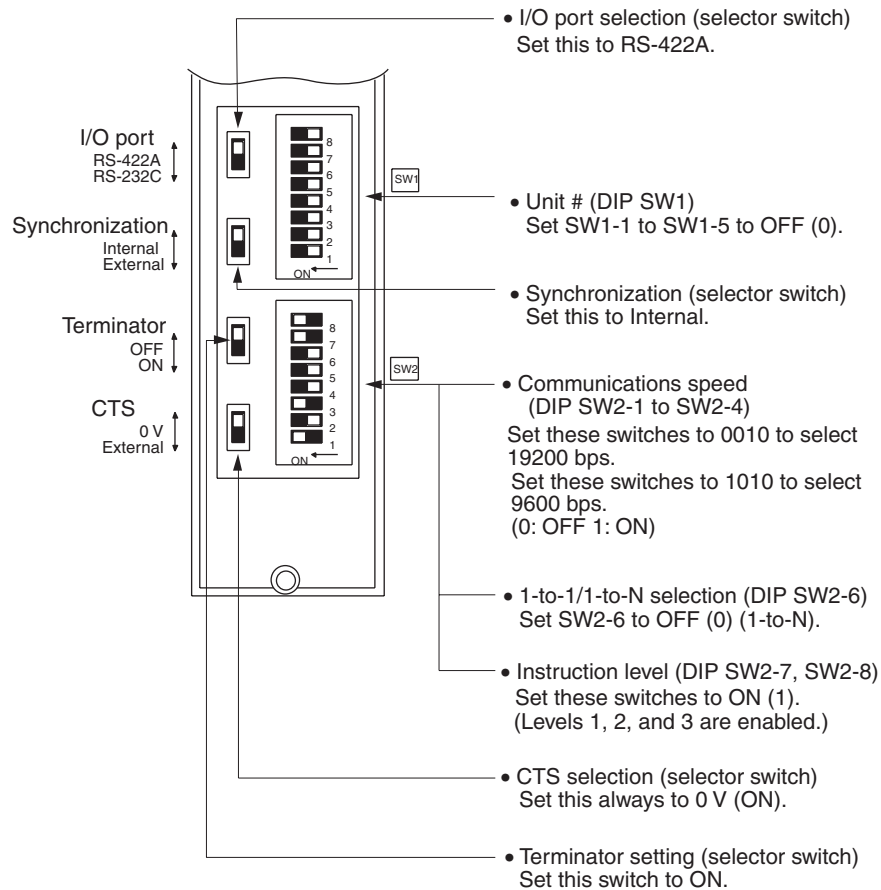 • I/O port selection (selector switch)
Set this to RS-422A.
I/O port
RS-422A
RS-232C
8
7
6
5
4
3
2
1
ON
SW1
• Unit # (DIP SW1)
Set SW1-1 to SW1-5 to OFF (0).
Synchronization
Internal
External
• Synchronization (selector switch)
Set this to Internal.
Terminator
OFF
ON
8
7
6
5
4
3
2
1
ON
SW2
CTS
0 V
External
• Communications speed
(DIP SW2-1 to SW2-4)
Set these switches to 0010 to select
19200 bps.
Set these switches to 1010 to select
9600 bps.
(0: OFF 1: ON)
• 1-to-1/1-to-N selection (DIP SW2-6)
Set SW2-6 to OFF (0) (1-to-N).
• Instruction level (DIP SW2-7, SW2-8)
Set these switches to ON (1).
(Levels 1, 2, and 3 are enabled.)
• CTS selection (selector switch)
Set this always to 0 V (ON).
• Terminator setting (selector switch)
Set this switch to ON.